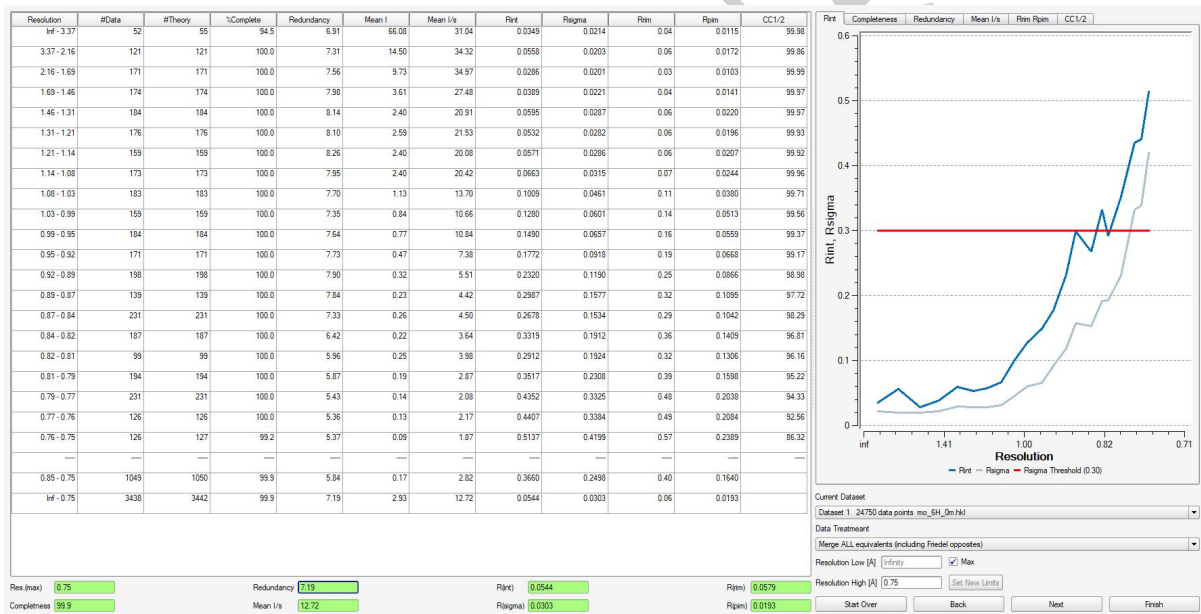 Resolution #Data #Theory %Complete Redundancy Mean I Mean I/s Rint Rsigma Rrim Rpim CC1/2
Inf - 3.37 52 55 94.5 6.91 66.08 31.04 0.0349 0.0214 0.04 0.0115 99.98
3.37 - 2.16 121 121 100.0 7.31 14.50 34.32 0.0558 0.0203 0.06 0.0172 99.86
2.16 - 1.69 171 171 100.0 7.56 9.73 34.97 0.0286 0.0201 0.03 0.0103 99.99
1.69 - 1.46 174 174 100.0 7.98 3.61 27.48 0.0389 0.0221 0.04 0.0141 99.97
1.46 - 1.31 184 184 100.0 8.14 2.40 20.91 0.0595 0.0287 0.06 0.0220 99.97
1.31 - 1.21 176 176 100.0 8.10 2.59 21.53 0.0532 0.0282 0.06 0.0196 99.93
1.21 - 1.14 159 159 100.0 8.26 2.40 20.08 0.0571 0.0286 0.06 0.0207 99.92
1.14 - 1.08 173 173 100.0 7.95 2.40 20.42 0.0663 0.0315 0.07 0.0244 99.96
1.08 - 1.03 183 183 100.0 7.70 1.13 13.70 0.1009 0.0461 0.11 0.0380 99.71
1.03 - 0.99 159 159 100.0 7.35 0.84 10.66 0.1280 0.0601 0.14 0.0513 99.56
0.99 - 0.95 184 184 100.0 7.64 0.77 10.84 0.1490 0.0657 0.16 0.0559 99.37
0.95 - 0.92 171 171 100.0 7.73 0.47 7.38 0.1772 0.0918 0.19 0.0668 99.17
0.92 - 0.89 198 198 100.0 7.90 0.32 5.51 0.2320 0.1190 0.25 0.0866 98.98
0.89 - 0.87 139 139 100.0 7.84 0.23 4.42 0.2987 0.1577 0.32 0.1095 97.72
0.87 - 0.84 231 231 100.0 7.33 0.26 4.50 0.2678 0.1534 0.29 0.1042 98.29
0.84 - 0.82 187 187 100.0 6.42 0.22 3.64 0.3319 0.1912 0.36 0.1409 96.81
0.82 - 0.81 99 99 100.0 5.96 0.25 3.98 0.2912 0.1924 0.32 0.1306 96.16
0.81 - 0.79 194 194 100.0 5.87 0.19 2.87 0.3517 0.2308 0.39 0.1598 95.22
0.79 - 0.77 231 231 100.0 5.43 0.14 2.08 0.4352 0.3325 0.48 0.2038 94.33
0.77 - 0.76 126 126 100.0 5.36 0.13 2.17 0.4407 0.3384 0.49 0.2084 92.56
0.76 - 0.75 126 127 99.2 5.37 0.09 1.87 0.5137 0.4199 0.57 0.2389 86.32
----- ----- ----- ----- ----- ----- ----- ----- ----- ----- ----- -----
0.85 - 0.75 1049 1050 99.9 5.84 0.17 2.82 0.3660 0.2498 0.40 0.1640
Inf - 0.75 3438 3442 99.9 7.19 2.93 12.72 0.0544 0.0303 0.06 0.0193
Res.(max) 0.75 Redundancy 7.19 R(int) 0.0544 R(rim) 0.0579
Completness 99.9 Mean I/s 12.72 R(sigma) 0.0303 R(pim) 0.0193
Rint Completeness Redundancy Mean I/s Rrim Rpim CC1/2
0.6
0.5
0.4
0.3
0.2
0.1
0
Rint, Rsigma
inf 1.41 1.00 0.82 0.71
Resolution
Rint Rsigma Rsigma Threshold (0.30)
Current Dataset
Dataset 1 24750 data points mo_6H_0m.hkl
Data Treatmeant
Merge ALL equivalents (including Friedel opposites)
Resolution Low [A] Infinity Max
Resolution High [A] 0.75 Set New Limits
Start Over Back Next Finish